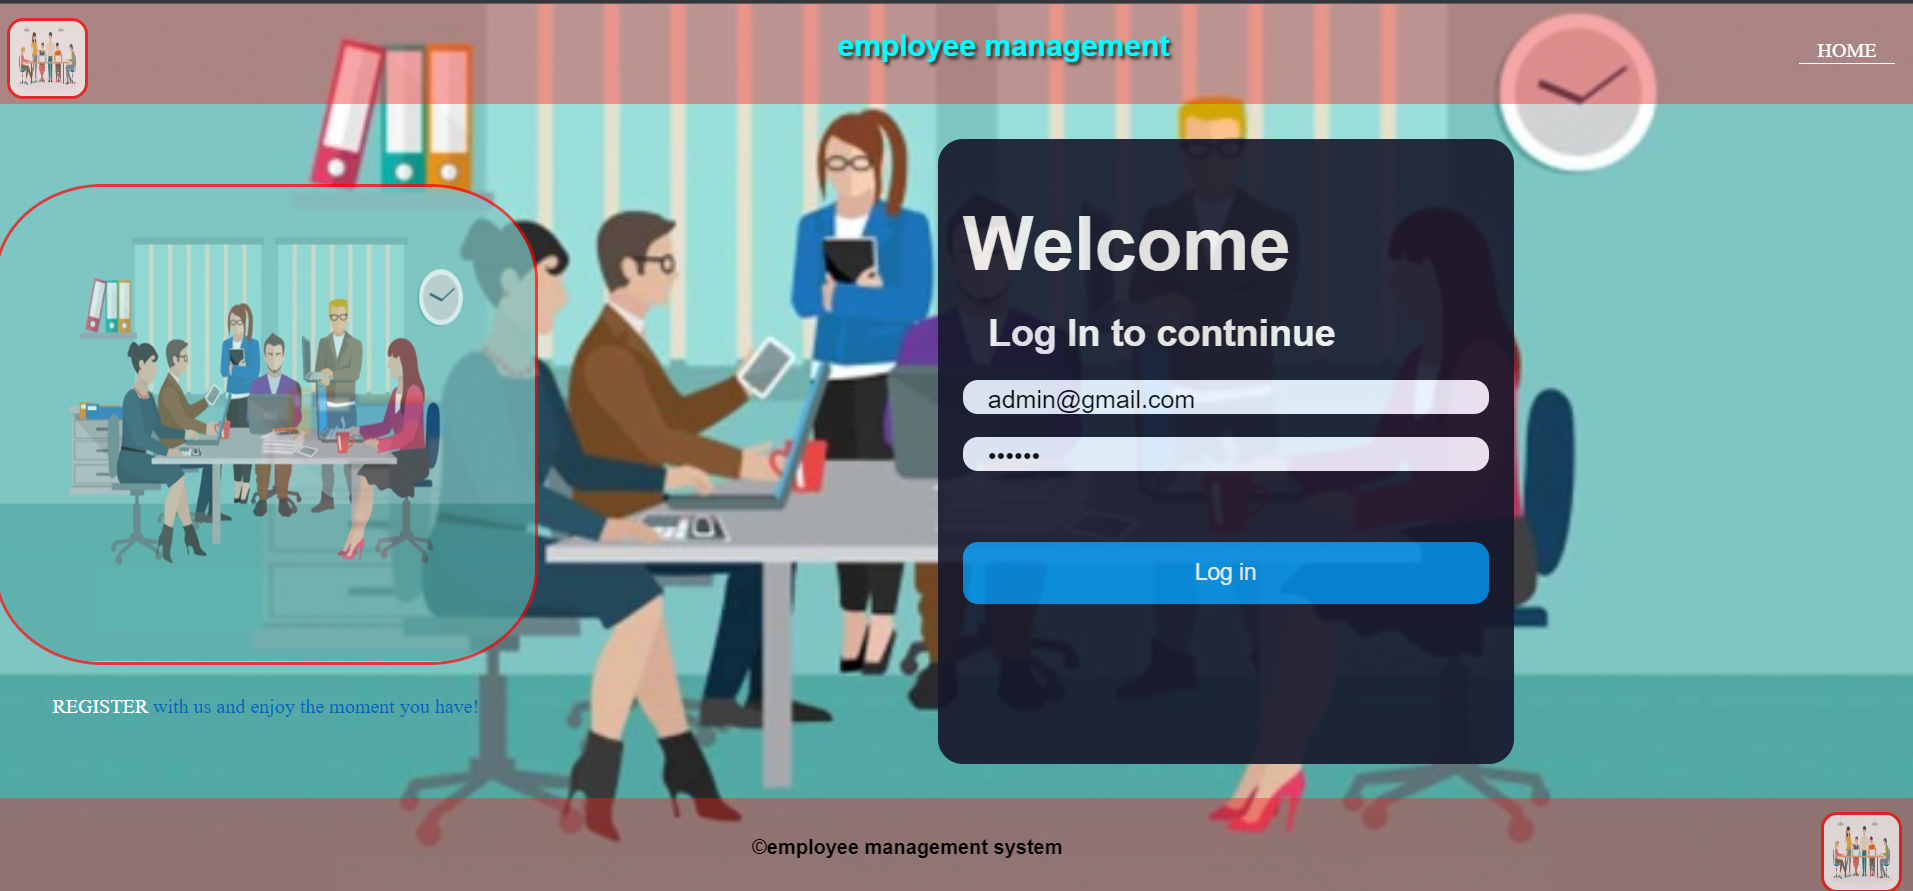 employee management
HOME
Welcome
Log In to contninue
admin@gmail.com
••••••
Log in
REGISTER with us and enjoy the moment you have!
©employee management system